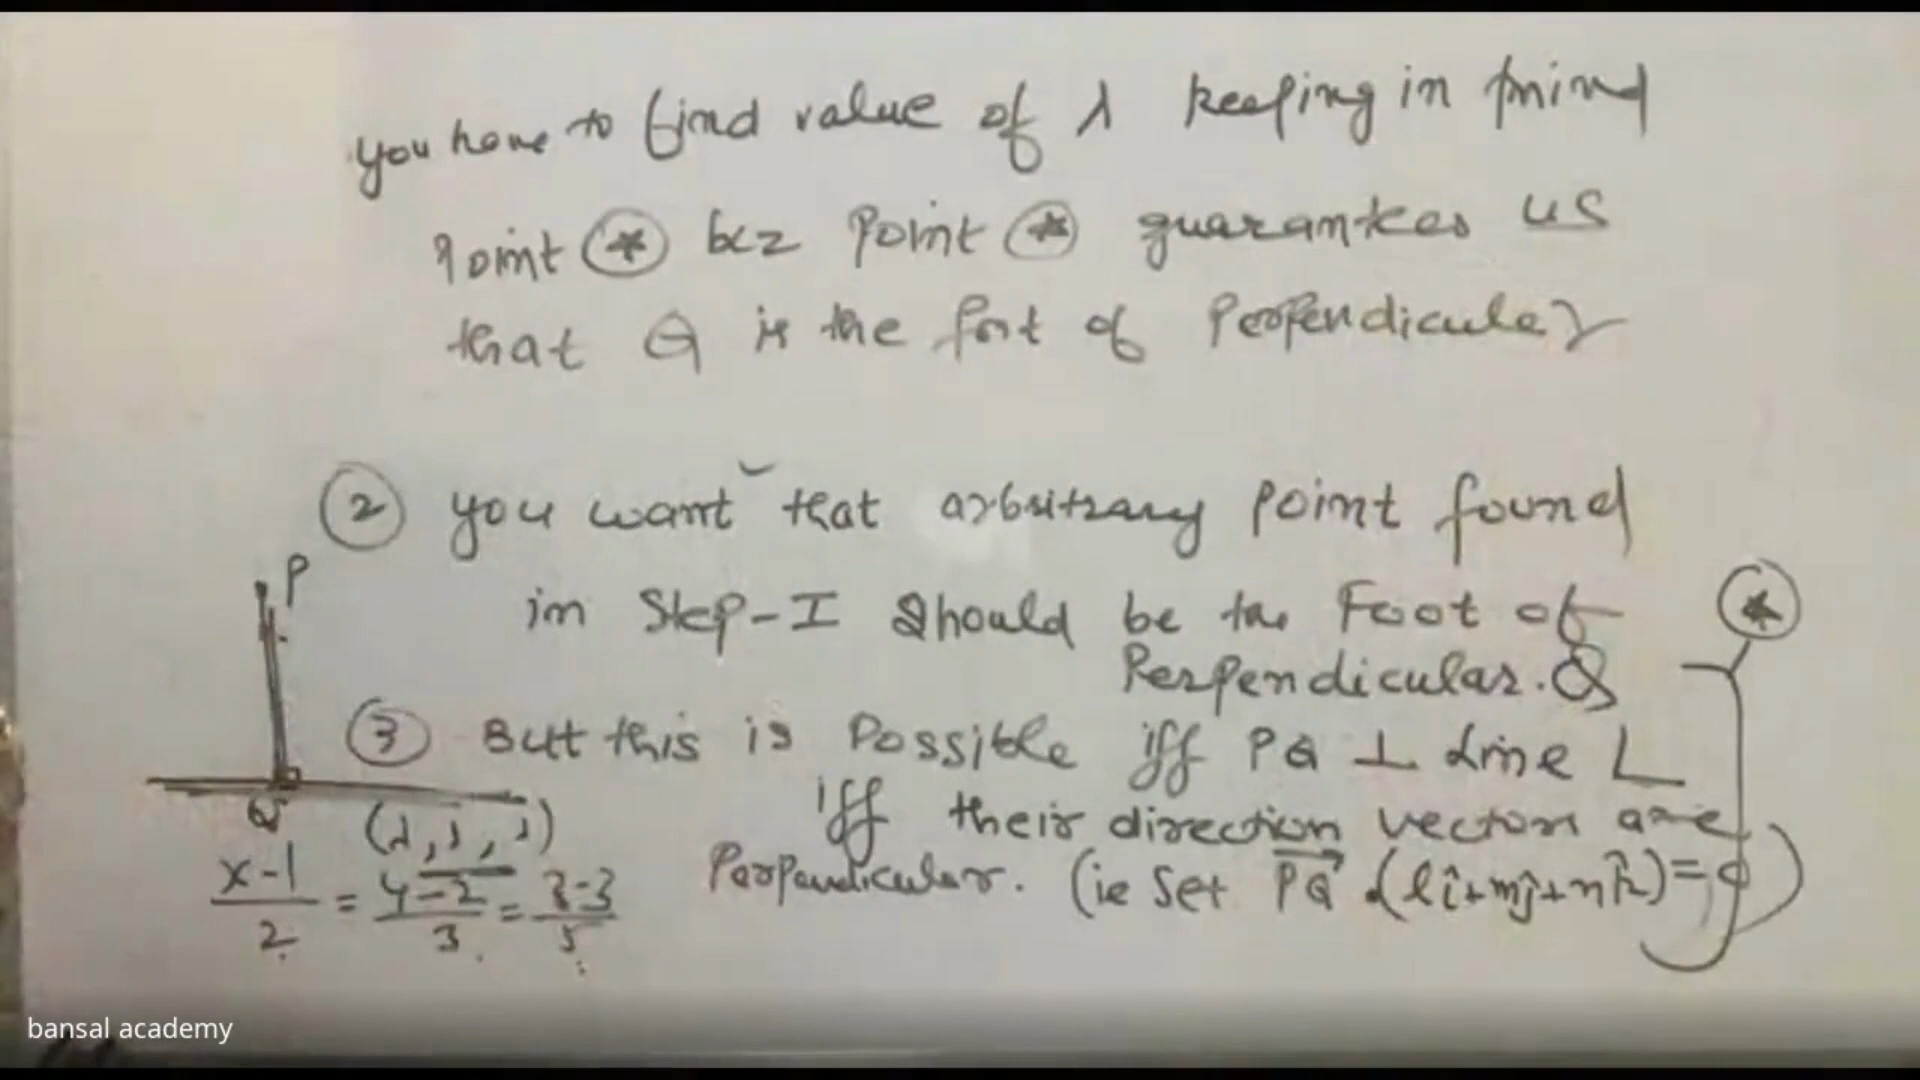 you have to find value of λ keeping in mind
Point * bcz Point * guarantees us
that Q is the foot of Perpendicular
② you want that arbitrary point found
in Step-I should be the Foot of
Perpendicular. Q
③ But this is Possible iff PQ ⊥ Line L
iff their direction vectors are
Perpendicular. (ie Set PQ⃗ . (lî+mĵ+nk̂)=0)
P
*
Q
(λ, λ, λ)
x-1/2 = y-2/3 = z-3/5
bansal academy